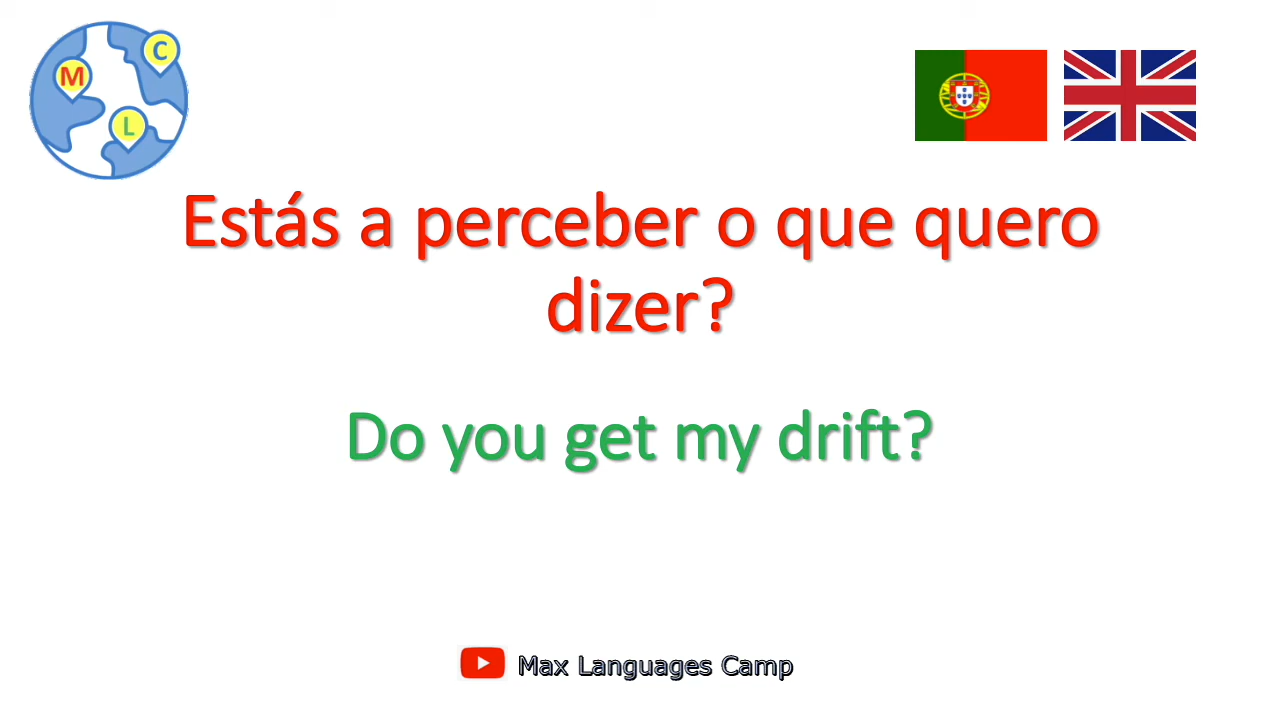 M
C
L
Estás a perceber o que quero
dizer?
Do you get my drift?
Max Languages Camp